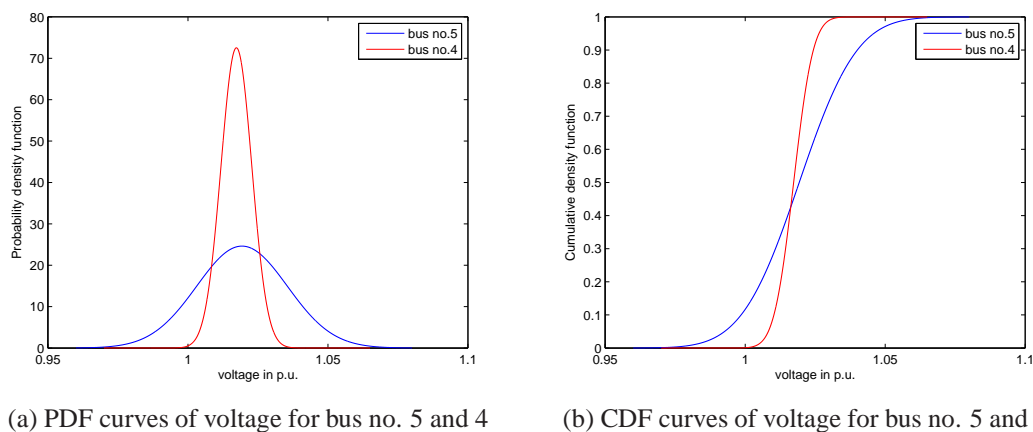 80
70
60
50
40
30
20
10
0
Probability density function
0.95 1 1.05 1.1
voltage in p.u.
bus no.5
bus no.4
(a) PDF curves of voltage for bus no. 5 and 4
1
0.9
0.8
0.7
0.6
0.5
0.4
0.3
0.2
0.1
0
Cumulative density function
0.95 1 1.05 1.1
voltage in p.u.
bus no.5
bus no.4
(b) CDF curves of voltage for bus no. 5 and